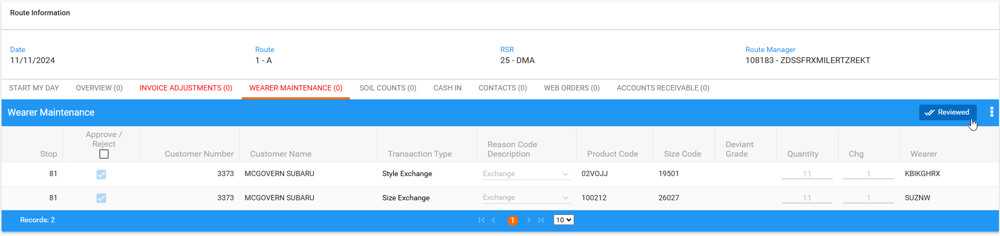 Route Information
Date Route RSR Route Manager
11/11/2024 1 - A 25 - DMA 108183 - ZDSSFRXMILERTZREKT
START MY DAY OVERVIEW (0) INVOICE ADJUSTMENTS (0) WEARER MAINTENANCE (0) SOIL COUNTS (0) CASH IN CONTACTS (0) WEB ORDERS (0) ACCOUNTS RECEIVABLE (0)
Wearer Maintenance Reviewed
Stop Approve / Reject Customer Number Customer Name Transaction Type Reason Code Description Product Code Size Code Deviant Grade Quantity Chg Wearer
81 3373 MCGOVERN SUBARU Style Exchange Exchange 02VOJJ 19501 11 1 KBIKGHRX
81 3373 MCGOVERN SUBARU Size Exchange Exchange 100212 26027 11 1 SUZNW
Records: 2 1 10